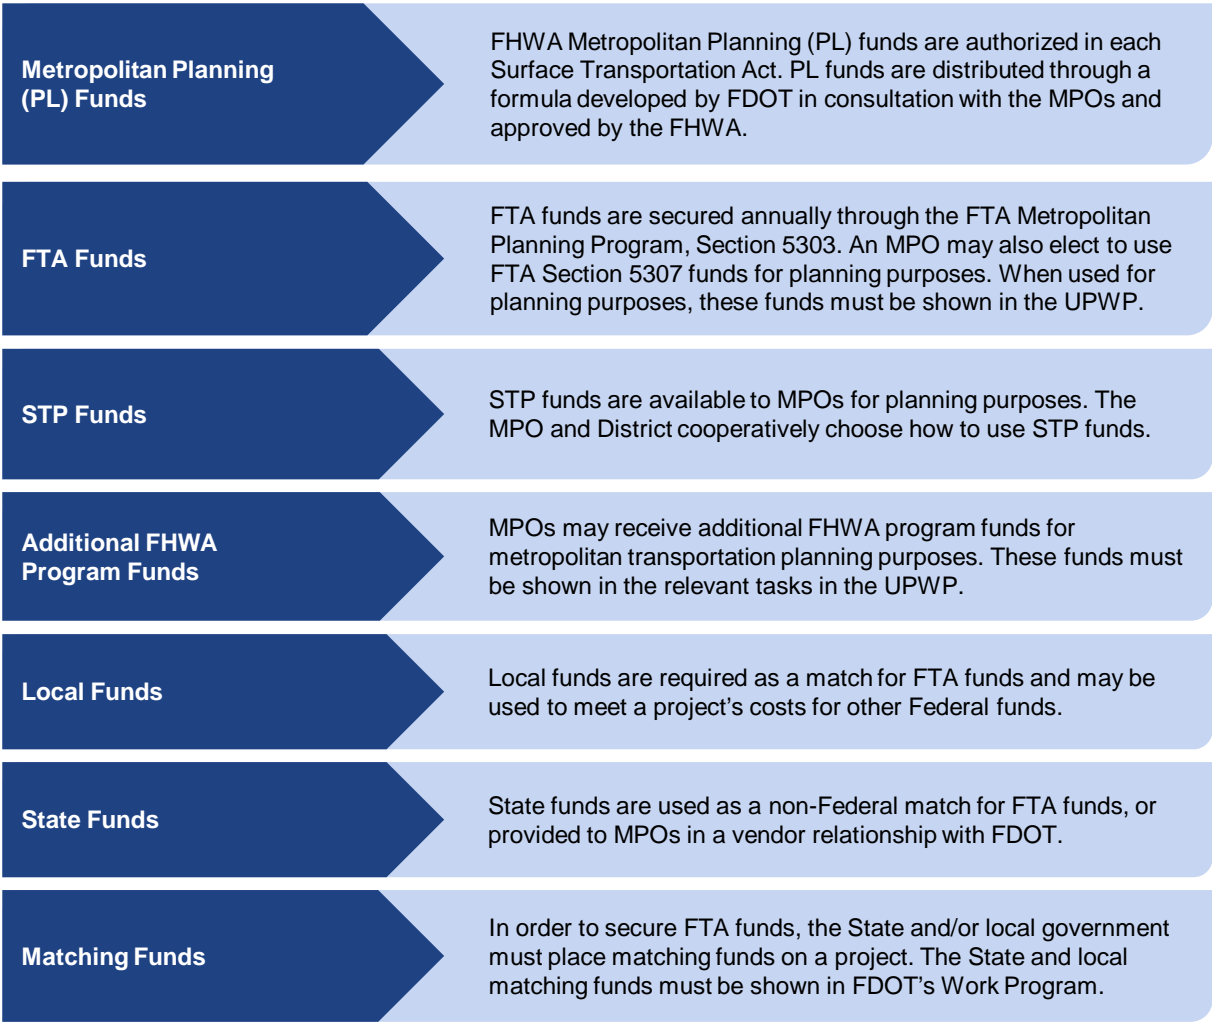 Metropolitan Planning
(PL) Funds
FHWA Metropolitan Planning (PL) funds are authorized in each
Surface Transportation Act. PL funds are distributed through a
formula developed by FDOT in consultation with the MPOs and
approved by the FHWA.
FTA Funds
FTA funds are secured annually through the FTA Metropolitan
Planning Program, Section 5303. An MPO may also elect to use
FTA Section 5307 funds for planning purposes. When used for
planning purposes, these funds must be shown in the UPWP.
STP Funds
STP funds are available to MPOs for planning purposes. The
MPO and District cooperatively choose how to use STP funds.
Additional FHWA
Program Funds
MPOs may receive additional FHWA program funds for
metropolitan transportation planning purposes. These funds must
be shown in the relevant tasks in the UPWP.
Local Funds
Local funds are required as a match for FTA funds and may be
used to meet a project's costs for other Federal funds.
State Funds
State funds are used as a non-Federal match for FTA funds, or
provided to MPOs in a vendor relationship with FDOT.
Matching Funds
In order to secure FTA funds, the State and/or local government
must place matching funds on a project. The State and local
matching funds must be shown in FDOT's Work Program.